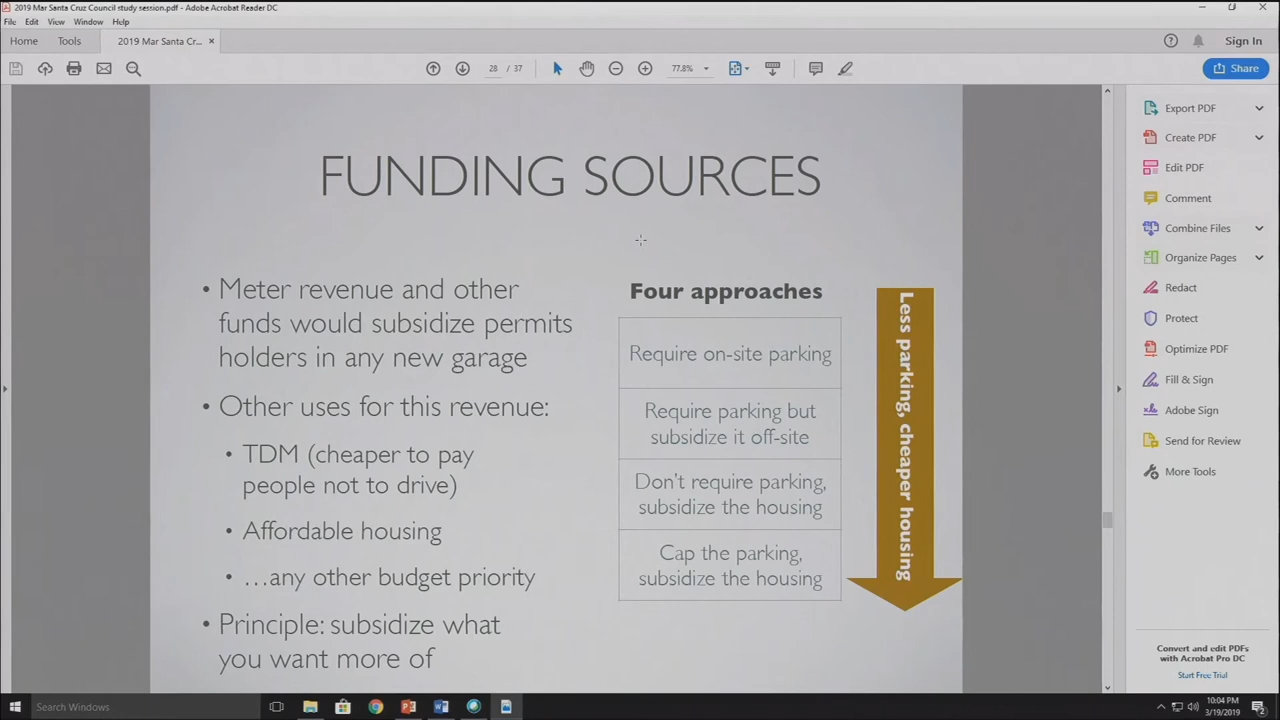 2019 Mar Santa Cruz Council study session.pdf - Adobe Acrobat Reader DC
File Edit View Window Help
Home Tools 2019 Mar Santa Cr... × Sign In
28 / 37 77.8% Share
FUNDING SOURCES
• Meter revenue and other
funds would subsidize permits
holders in any new garage
• Other uses for this revenue:
• TDM (cheaper to pay
people not to drive)
• Affordable housing
• …any other budget priority
• Principle: subsidize what
you want more of
Four approaches
Require on-site parking
Require parking but
subsidize it off-site
Don't require parking,
subsidize the housing
Cap the parking,
subsidize the housing
Less parking, cheaper housing
Export PDF
Create PDF
Edit PDF
Comment
Combine Files
Organize Pages
Redact
Protect
Optimize PDF
Fill & Sign
Adobe Sign
Send for Review
More Tools
Convert and edit PDFs
with Acrobat Pro DC
Start Free Trial
Search Windows
10:04 PM
3/19/2019
2